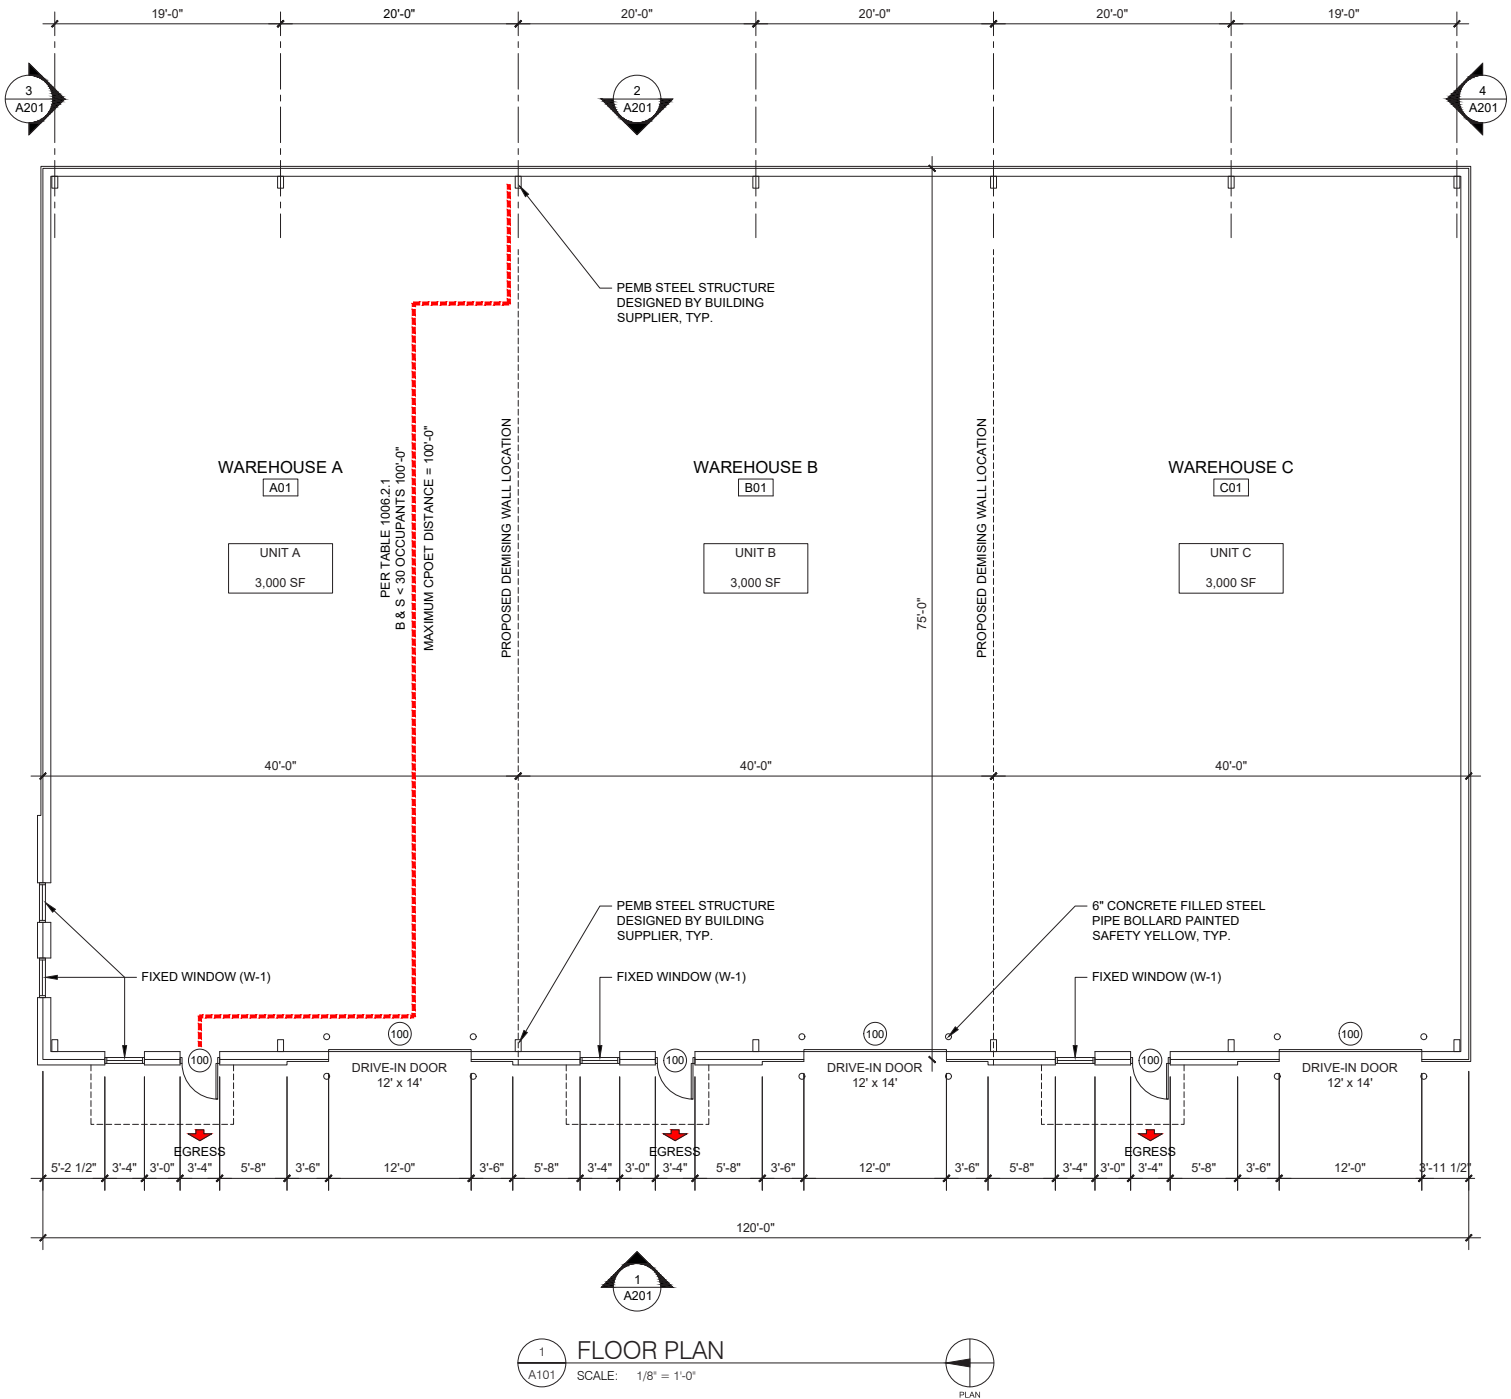 19'-0"
20'-0"
20'-0"
20'-0"
20'-0"
19'-0"
3
A201
2
A201
4
A201
PEMB STEEL STRUCTURE
DESIGNED BY BUILDING
SUPPLIER, TYP.
WAREHOUSE A
A01
UNIT A
3,000 SF
PER TABLE 1006.2.1
B & S < 30 OCCUPANTS 100'-0"
MAXIMUM CPOET DISTANCE = 100'-0"
PROPOSED DEMISING WALL LOCATION
WAREHOUSE B
B01
UNIT B
3,000 SF
75'-0"
PROPOSED DEMISING WALL LOCATION
WAREHOUSE C
C01
UNIT C
3,000 SF
40'-0"
40'-0"
40'-0"
PEMB STEEL STRUCTURE
DESIGNED BY BUILDING
SUPPLIER, TYP.
6" CONCRETE FILLED STEEL
PIPE BOLLARD PAINTED
SAFETY YELLOW, TYP.
FIXED WINDOW (W-1)
FIXED WINDOW (W-1)
FIXED WINDOW (W-1)
100
100
100
100
100
100
DRIVE-IN DOOR
12' x 14'
DRIVE-IN DOOR
12' x 14'
DRIVE-IN DOOR
12' x 14'
EGRESS
EGRESS
EGRESS
5'-2 1/2"
3'-4"
3'-0"
3'-4"
5'-8"
3'-6"
12'-0"
3'-6"
5'-8"
3'-4"
3'-0"
3'-4"
5'-8"
3'-6"
12'-0"
3'-6"
5'-8"
3'-4"
3'-0"
3'-4"
5'-8"
3'-6"
12'-0"
3'-11 1/2"
120'-0"
1
A201
1
A101
FLOOR PLAN
SCALE: 1/8" = 1'-0"
PLAN